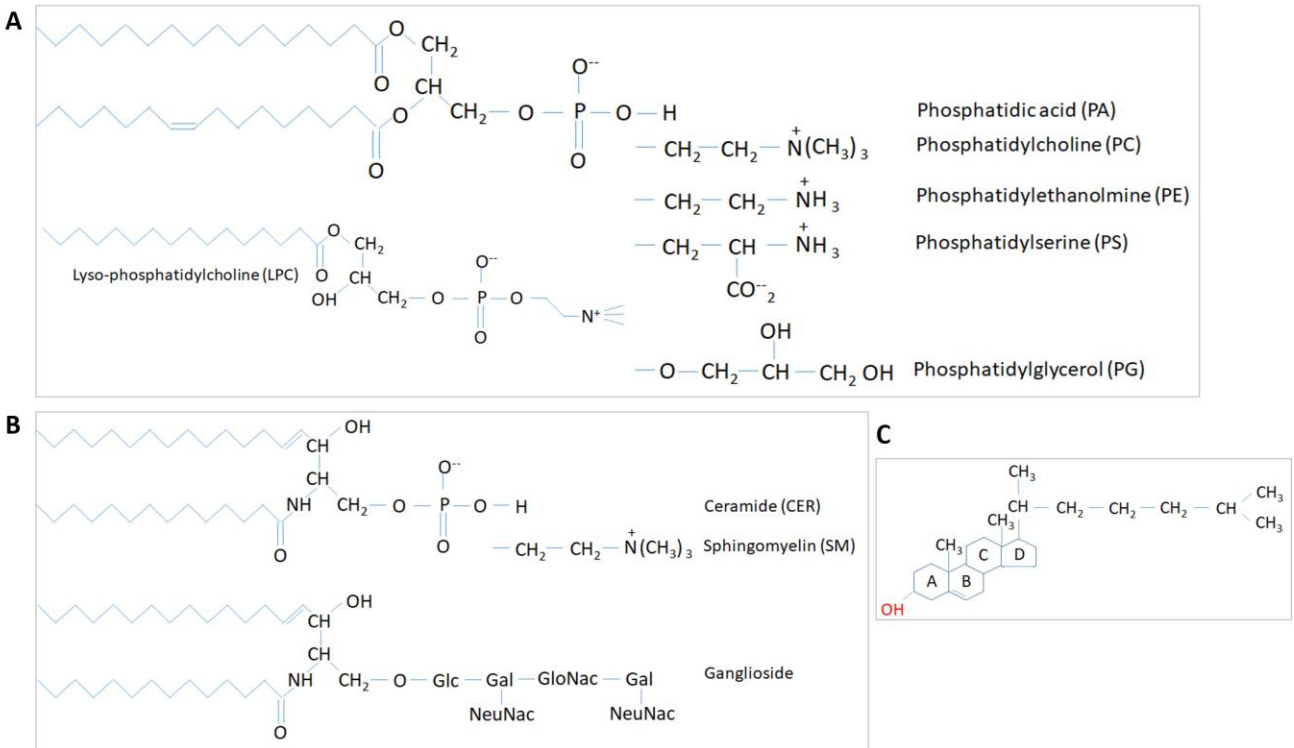 A
O
CH2
O--
O
CH
O
CH2 — O — P — O — H
Phosphatidic acid (PA)
O
O
CH2 — CH2 — N+(CH3)3
Phosphatidylcholine (PC)
CH2 — CH2 — N+H3
Phosphatidylethanolmine (PE)
CH2 — CH — N+H3
Phosphatidylserine (PS)
CO--2
O
CH2
O
CH
Lyso-phosphatidylcholine (LPC)
OH
CH2 — O — P — O
O--
N+
O
OH
O — CH2 — CH — CH2 OH
Phosphatidylglycerol (PG)
B
OH
CH
O--
CH
NH
CH2 — O — P — O — H
Ceramide (CER)
O
O
CH2 — CH2 — N+(CH3)3
Sphingomyelin (SM)
OH
CH
CH
NH
CH2 — O — Glc — Gal — GloNac — Gal
Ganglioside
NeuNac
NeuNac
O
C
CH3
CH — CH2 — CH2 — CH2 — CH
CH3
CH3
CH3
CH3
C
D
A
B
OH